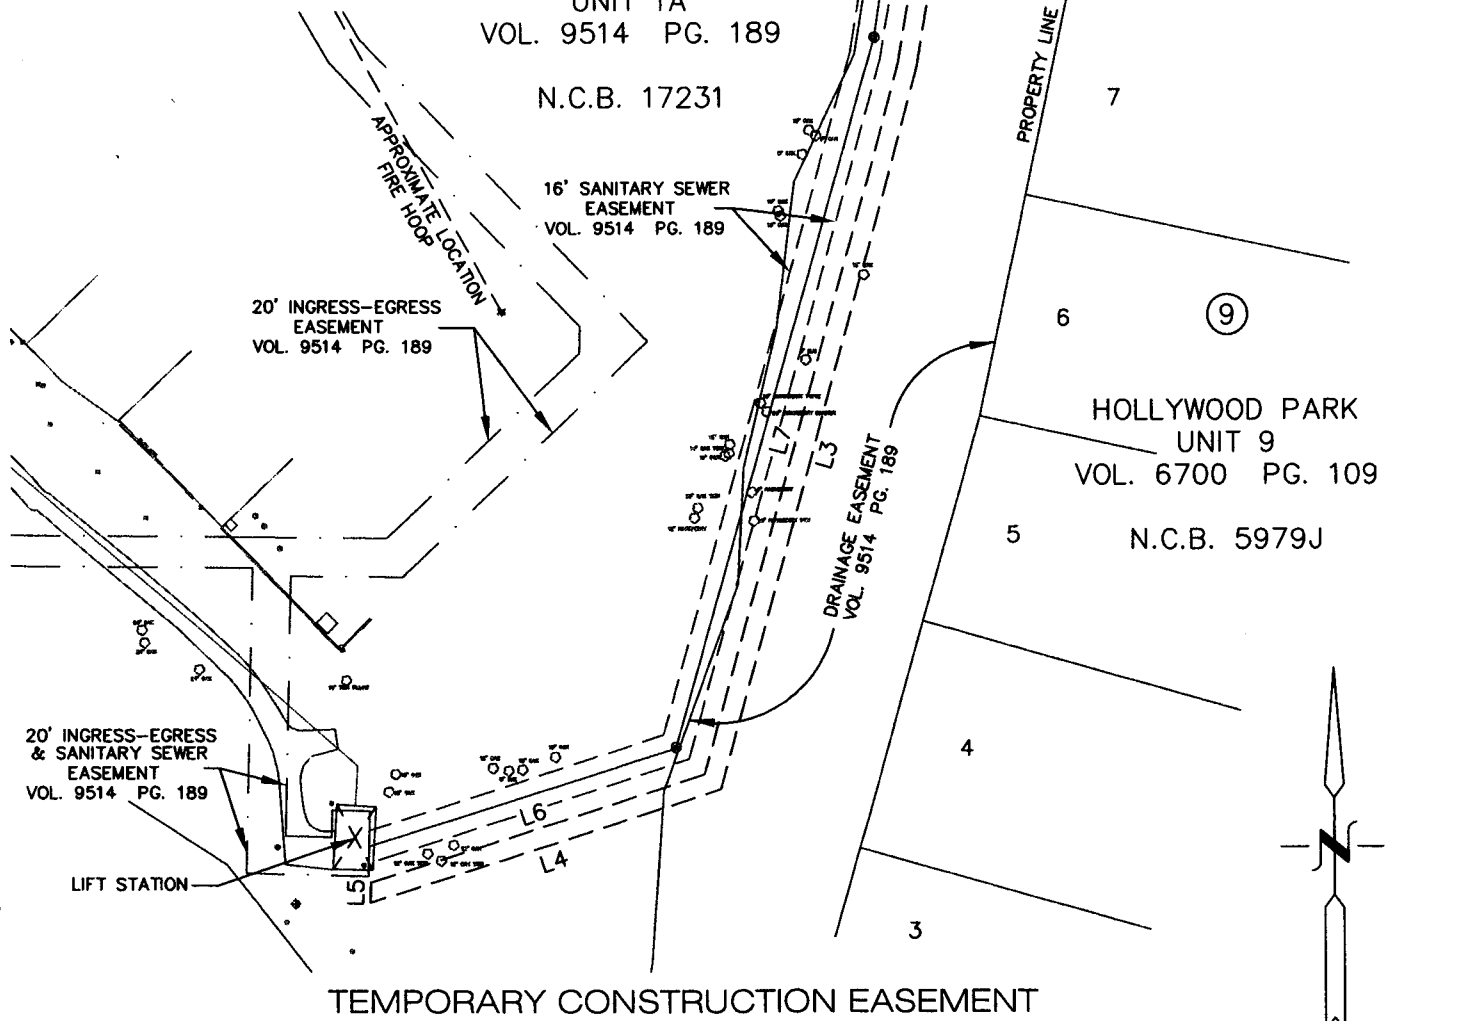 UNIT 1A
VOL. 9514 PG. 189
N.C.B. 17231
PROPERTY LINE
7
APPROXIMATE LOCATION
FIRE HOOP
16' SANITARY SEWER
EASEMENT
VOL. 9514 PG. 189
20' INGRESS-EGRESS
EASEMENT
VOL. 9514 PG. 189
6
9
HOLLYWOOD PARK
UNIT 9
VOL. 6700 PG. 109
N.C.B. 5979J
L7
L3
DRAINAGE EASEMENT
VOL. 9514 PG. 189
5
4
20' INGRESS-EGRESS
& SANITARY SEWER
EASEMENT
VOL. 9514 PG. 189
L6
L4
L5
LIFT STATION
N
3
TEMPORARY CONSTRUCTION EASEMENT